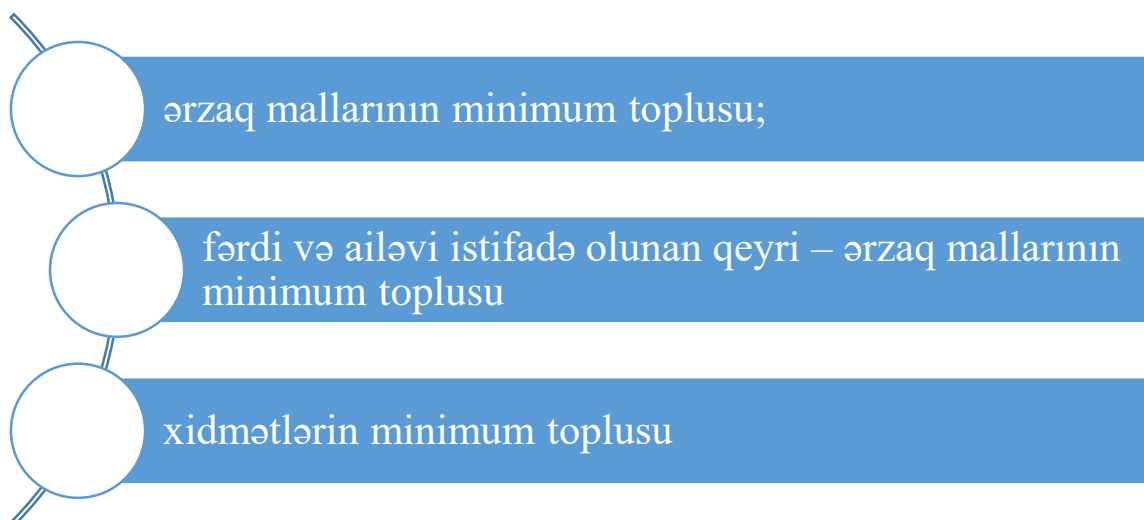 ərzaq mallarının minimum toplusu;
fərdi və ailəvi istifadə olunan qeyri – ərzaq mallarının
minimum toplusu
xidmətlərin minimum toplusu